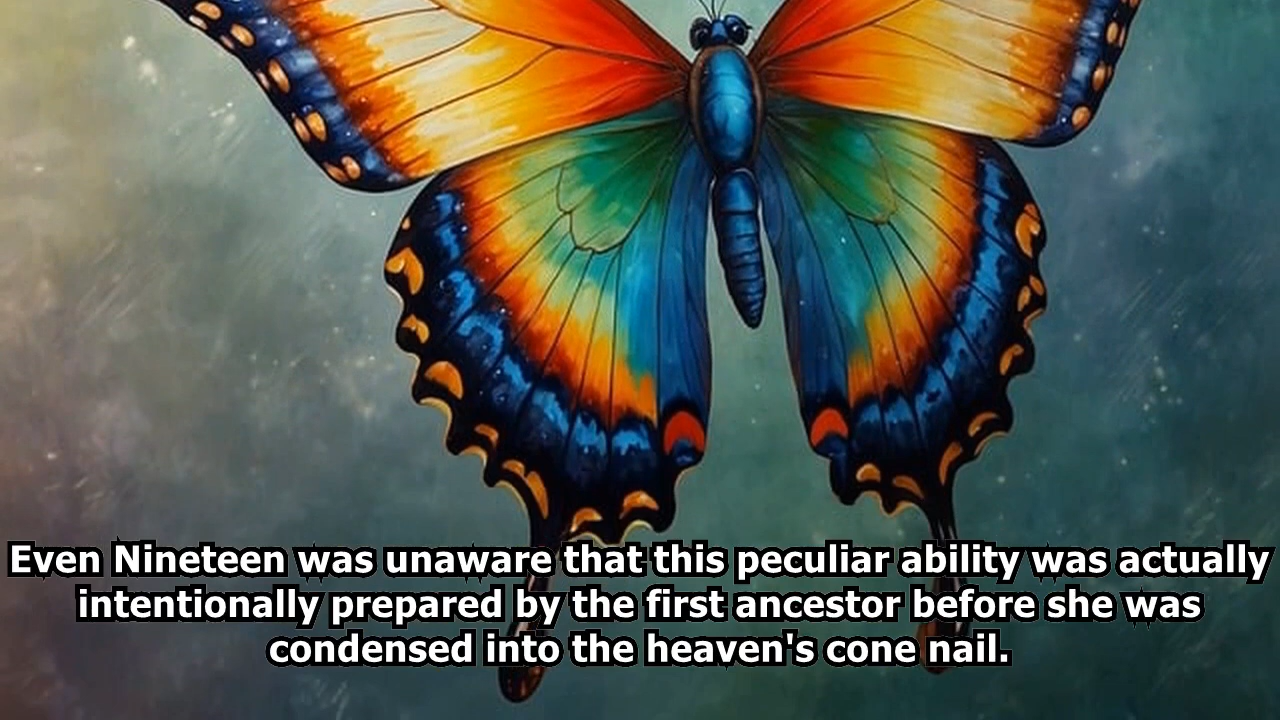 Even Nineteen was unaware that this peculiar ability was actually
intentionally prepared by the first ancestor before she was
condensed into the heaven's cone nail.